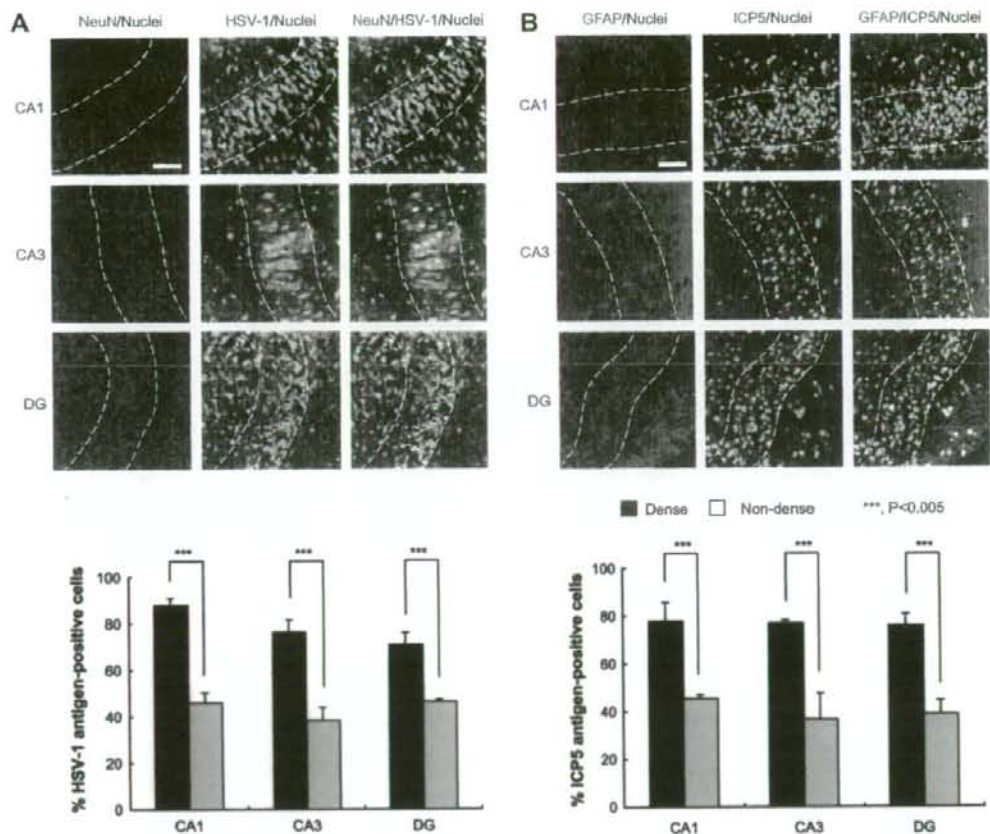 A
NeuN/Nuclei HSV-1/Nuclei NeuN/HSV-1/Nuclei
CA1
CA3
DG
B
GFAP/Nuclei ICP5/Nuclei GFAP/ICP5/Nuclei
CA1
CA3
DG
Dense Non-dense ***, P<0.005
% HSV-1 antigen-positive cells
100
80
60
40
20
0
*** *** ***
CA1 CA3 DG
% ICP5 antigen-positive cells
100
80
60
40
20
0
*** *** ***
CA1 CA3 DG